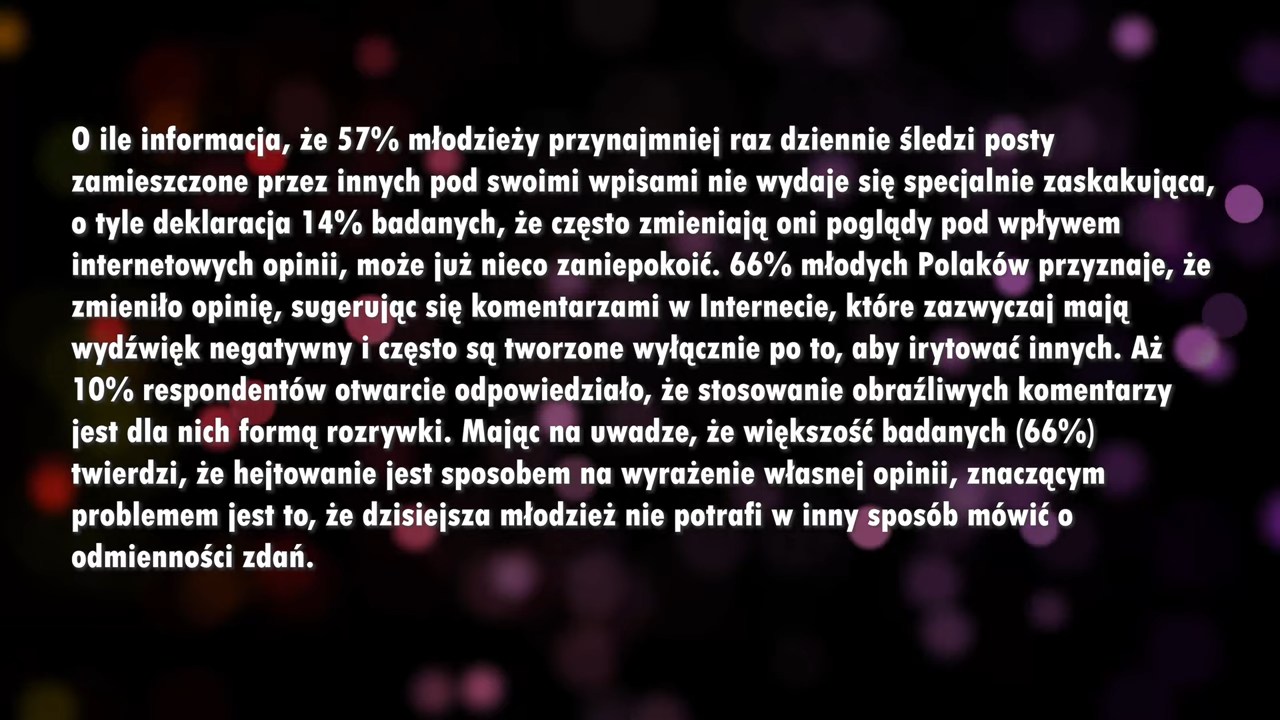 O ile informacja, że 57% młodzieży przynajmniej raz dziennie śledzi posty
zamieszczone przez innych pod swoimi wpisami nie wydaje się specjalnie zaskakująca,
o tyle deklaracja 14% badanych, że często zmieniają oni poglądy pod wpływem
internetowych opinii, może już nieco zaniepokoić. 66% młodych Polaków przyznaje, że
zmieniło opinię, sugerując się komentarzami w Internecie, które zazwyczaj mają
wydźwięk negatywny i często są tworzone wyłącznie po to, aby irytować innych. Aż
10% respondentów otwarcie odpowiedziało, że stosowanie obraźliwych komentarzy
jest dla nich formą rozrywki. Mając na uwadze, że większość badanych (66%)
twierdzi, że hejtowanie jest sposobem na wyrażenie własnej opinii, znaczącym
problemem jest to, że dzisiejsza młodzież nie potrafi w inny sposób mówić o
odmienności zdań.